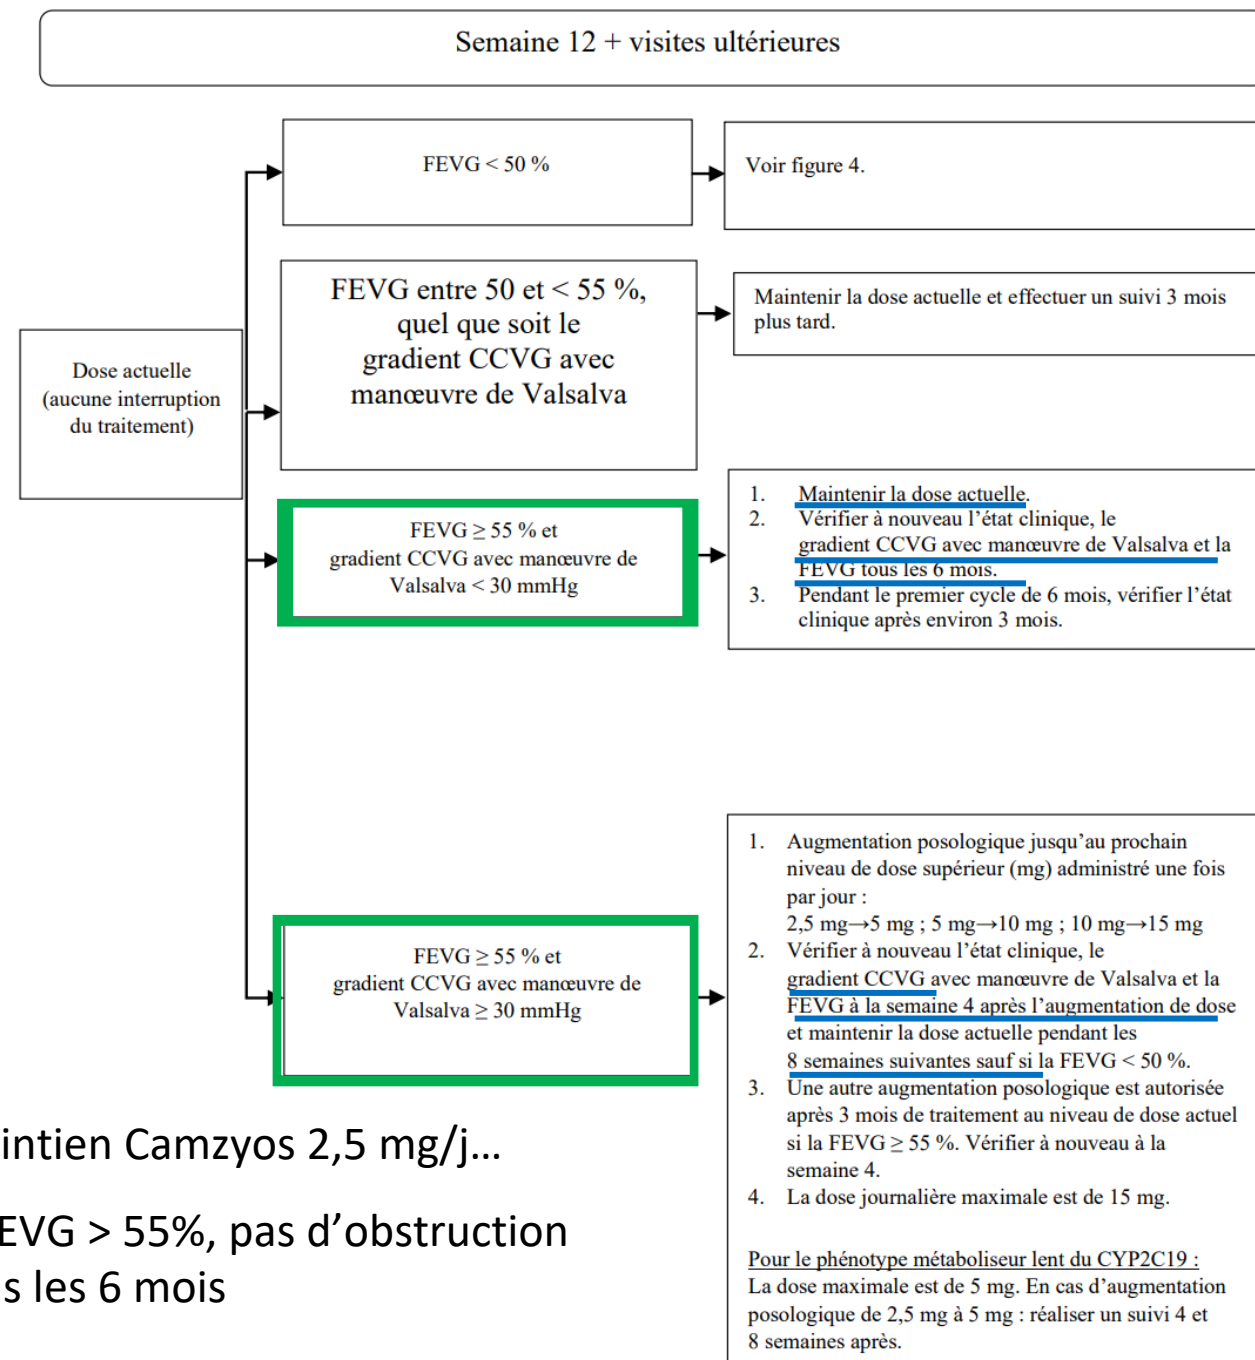 Semaine 12 + visites ultérieures
FEVG < 50 %
Voir figure 4.
FEVG entre 50 et < 55 %,
quel que soit le
gradient CCVG avec
manœuvre de Valsalva
Maintenir la dose actuelle et effectuer un suivi 3 mois
plus tard.
Dose actuelle
(aucune interruption
du traitement)
FEVG ≥ 55 % et
gradient CCVG avec manœuvre de
Valsalva < 30 mmHg
1. Maintenir la dose actuelle.
2. Vérifier à nouveau l’état clinique, le
gradient CCVG avec manœuvre de Valsalva et la
FEVG tous les 6 mois.
3. Pendant le premier cycle de 6 mois, vérifier l’état
clinique après environ 3 mois.
FEVG ≥ 55 % et
gradient CCVG avec manœuvre de
Valsalva ≥ 30 mmHg
1. Augmentation posologique jusqu’au prochain
niveau de dose supérieur (mg) administré une fois
par jour :
2,5 mg→5 mg ; 5 mg→10 mg ; 10 mg→15 mg
2. Vérifier à nouveau l’état clinique, le
gradient CCVG avec manœuvre de Valsalva et la
FEVG à la semaine 4 après l’augmentation de dose
et maintenir la dose actuelle pendant les
8 semaines suivantes sauf si la FEVG < 50 %.
3. Une autre augmentation posologique est autorisée
après 3 mois de traitement au niveau de dose actuel
si la FEVG ≥ 55 %. Vérifier à nouveau à la
semaine 4.
4. La dose journalière maximale est de 15 mg.
Pour le phénotype métaboliseur lent du CYP2C19 :
La dose maximale est de 5 mg. En cas d’augmentation
posologique de 2,5 mg à 5 mg : réaliser un suivi 4 et
8 semaines après.
intien Camzyos 2,5 mg/j…
EVG > 55%, pas d’obstruction
s les 6 mois